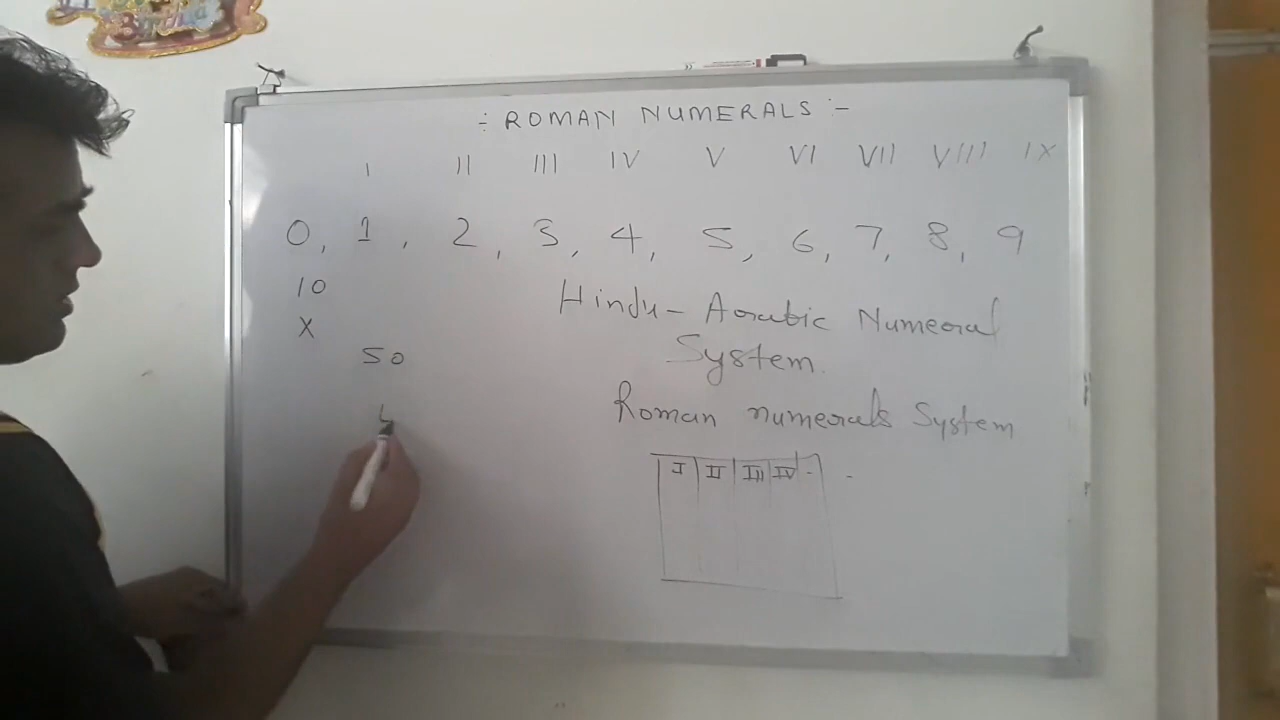 :- ROMAN NUMERALS :-
I II III IV V VI VII VIII IX
0, 1, 2, 3, 4, 5, 6, 7, 8, 9
10
X
50
L
Hindu-Arabic Numeral
System.
Roman numerals System
I II III IV - -